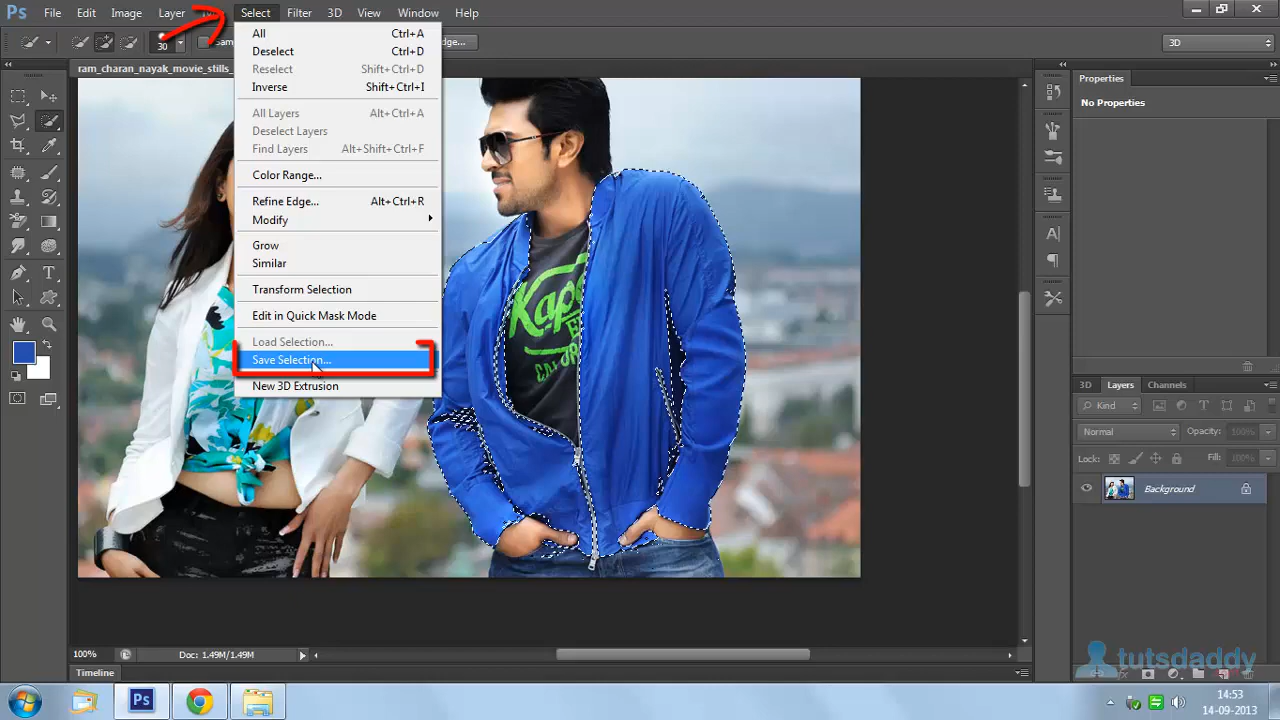 Ps File Edit Image Layer Select Filter 3D View Window Help
30 3D
ram_charan_nayak_movie_stills_
All Ctrl+A
Deselect Ctrl+D
Reselect Shift+Ctrl+D
Inverse Shift+Ctrl+I
All Layers Alt+Ctrl+A
Deselect Layers
Find Layers Alt+Shift+Ctrl+F
Color Range...
Refine Edge... Alt+Ctrl+R
Modify
Grow
Similar
Transform Selection
Edit in Quick Mask Mode
Load Selection...
Save Selection...
New 3D Extrusion
Properties
No Properties
3D Layers Channels
Kind
Normal Opacity: 100%
Lock: Fill: 100%
Background
100% Doc: 1.49M/1.49M
Timeline
tutsdaddy
Ps
14:53
14-09-2013